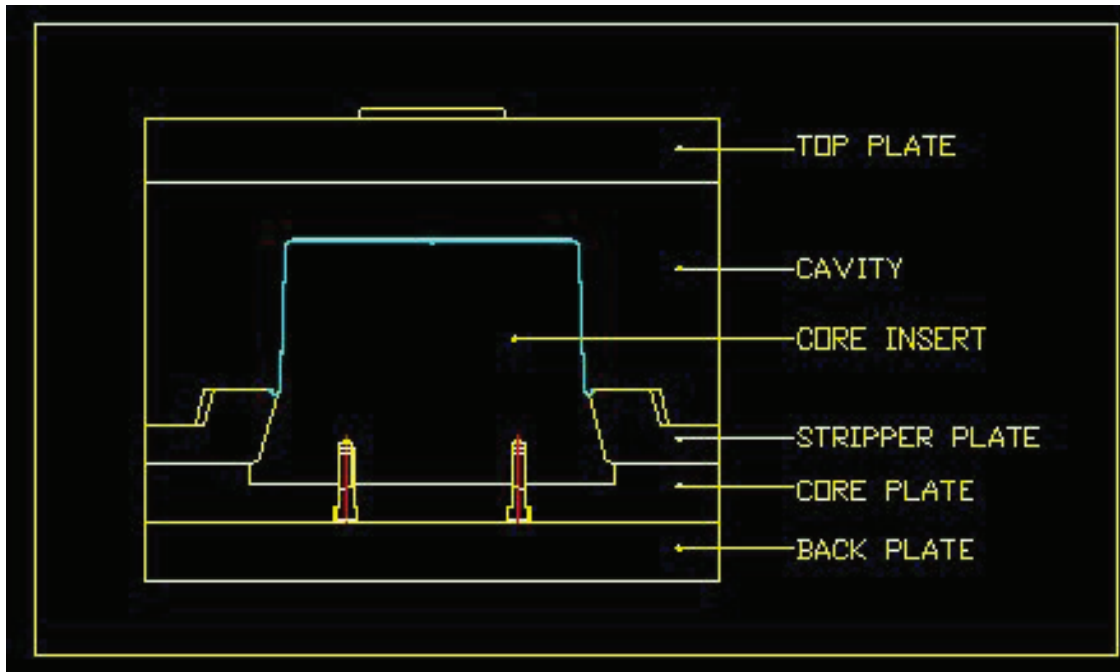 TOP PLATE
CAVITY
CORE INSERT
STRIPPER PLATE
CORE PLATE
BACK PLATE